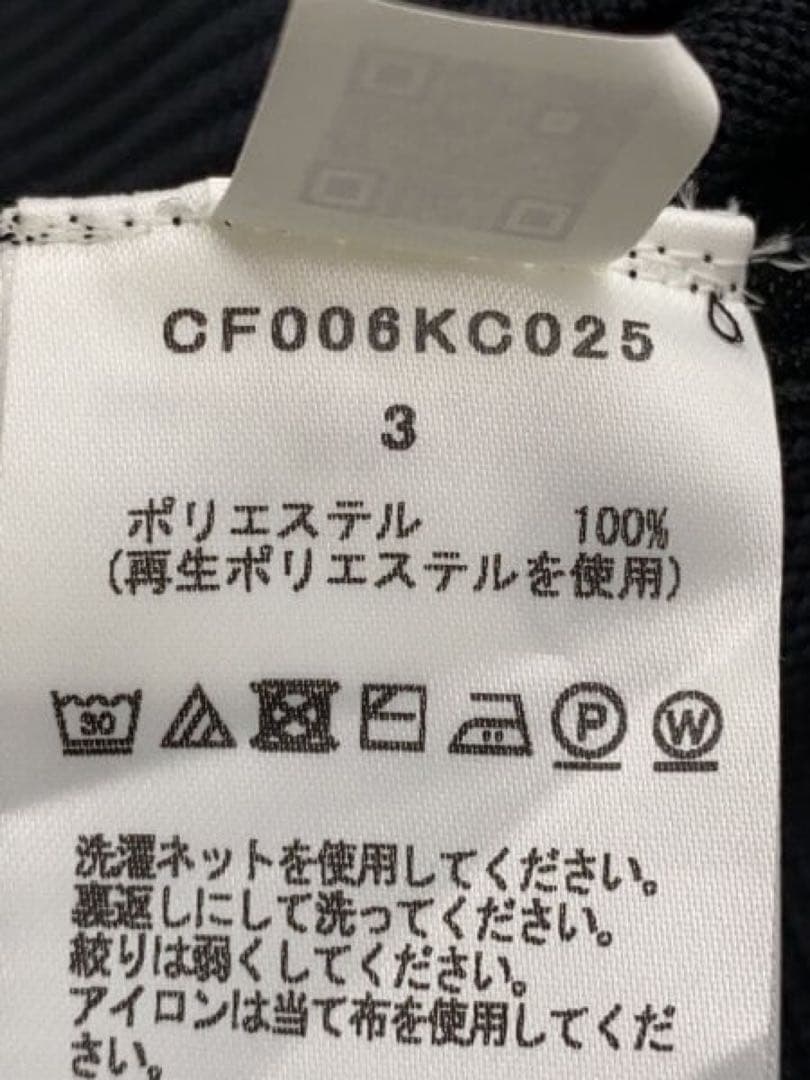 CF006KC025
3
ポリエステル 100%
(再生ポリエステルを使用)
30 P W
洗濯ネットを使用してください。
裏返しにして洗ってください。
絞りは弱くしてください。
アイロンは当て布を使用してくだ
さい。